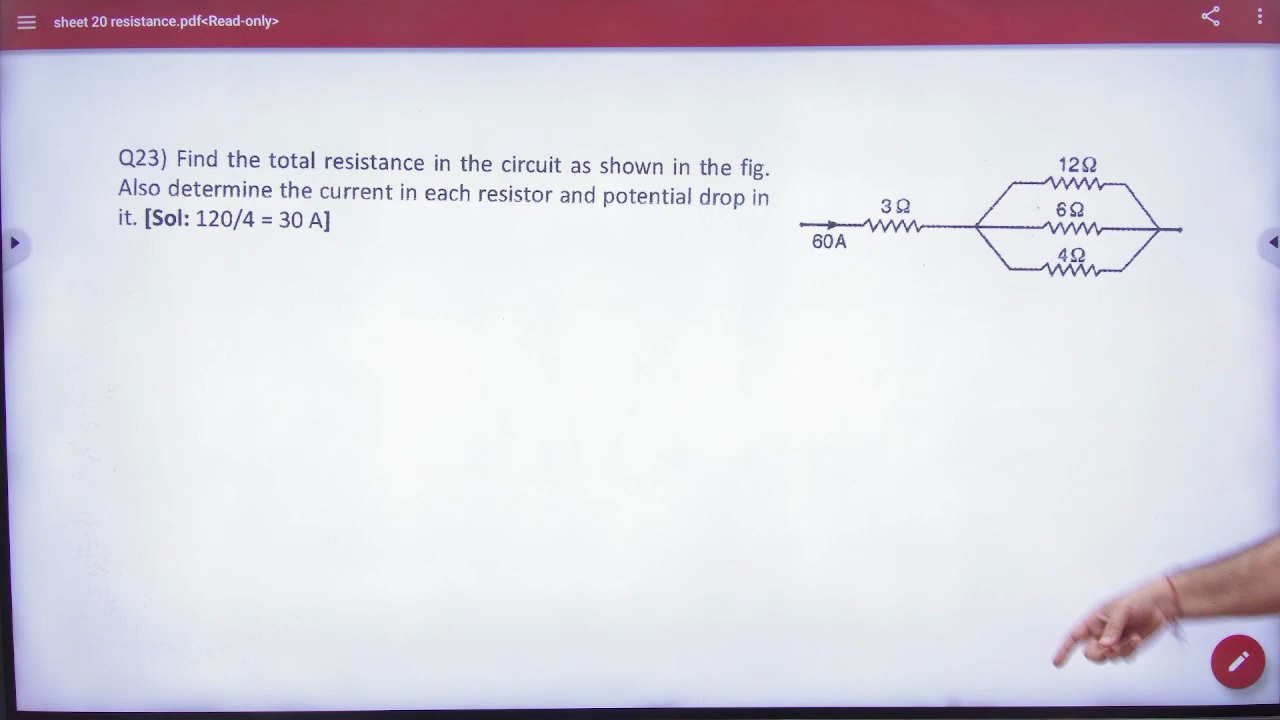 sheet 20 resistance.pdf<Read-only>
Q23) Find the total resistance in the circuit as shown in the fig.
Also determine the current in each resistor and potential drop in
it. [Sol: 120/4 = 30 A]
12Ω
3Ω
6Ω
60A
4Ω